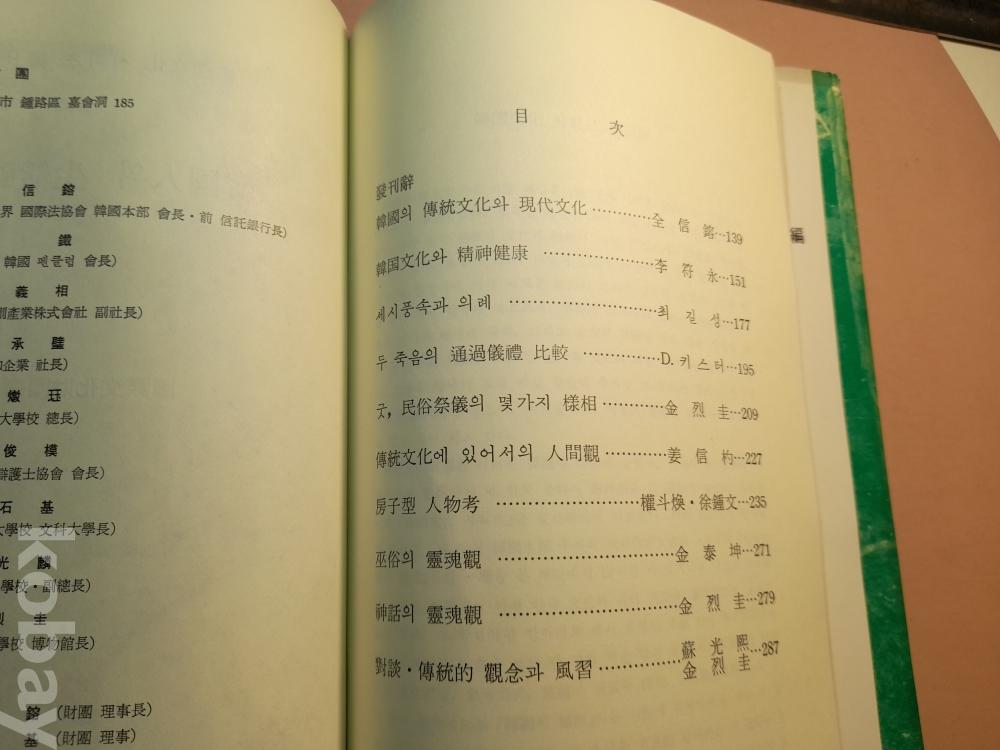 團
市 鍾路區 嘉會洞 185
信 鎔
界 國際法協會 韓國本部 會長・前 信託銀行長)
鐵
韓國 펜클럽 會長)
義 相
產業株式會社 副社長)
承 璧
企業 社長)
燉 珏
大學校 總長)
俊 模
辯護士協會 會長)
石 基
大學校 文科大學長)
光 麟
學校・副總長)
烈 圭
學校 博物館長)
鎔 (財團 理事長)
基 (財團 理事)
目 次
發刊辭
韓國의 傳統文化와 現代文化…………全 信 鎔…139
韓国文化와 精神健康 …………………李 符 永…151
세시풍속과 의례 ………………………최 길 성…177
두 죽음의 通過儀禮 比較 ……………D. 키스터…195
굿, 民俗祭儀의 몇가지 樣相…………金 烈 圭…209
傳統文化에 있어서의 人間觀…………姜 信 杓…227
房子型 人物考 ………………………權斗煥・徐鍾文…235
巫俗의 靈魂觀 ……………………………金 泰 坤…271
神話의 靈魂觀 ……………………………金 烈 圭…279
對談・傳統的 觀念과 風習……………蘇 光 熙 金 烈 圭…287
編
kobay